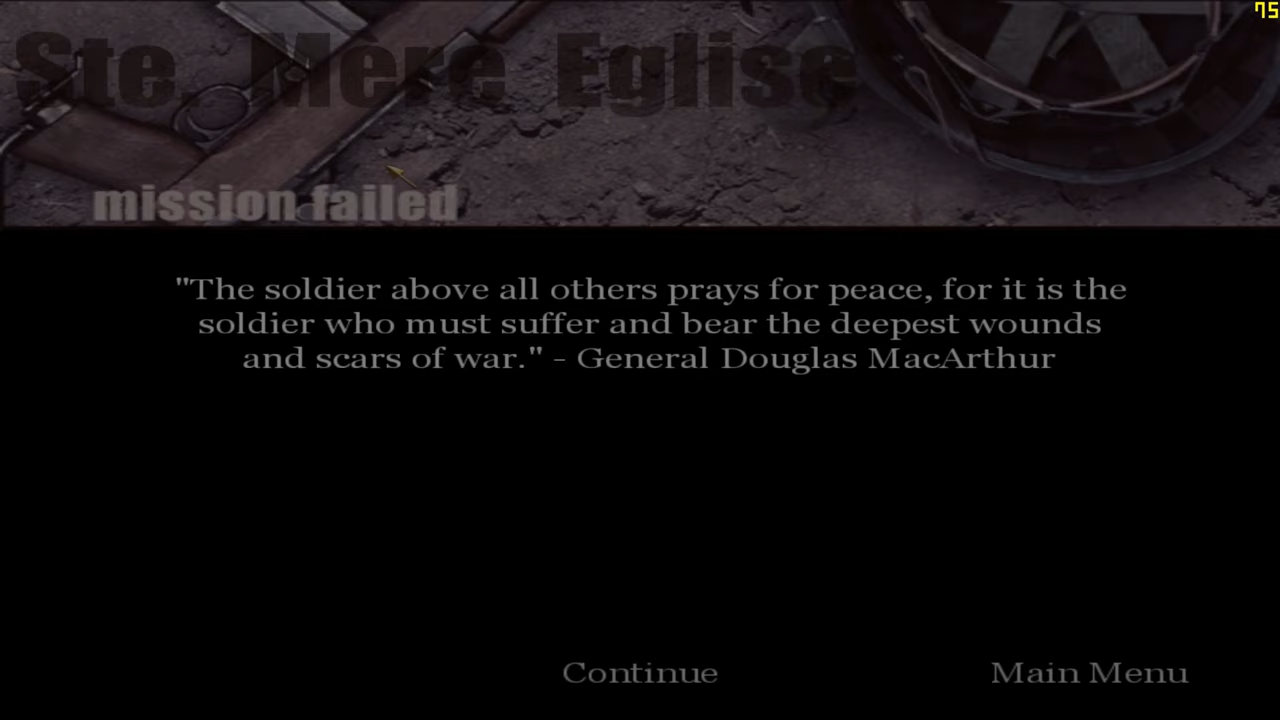 75
Ste. Mere Eglise
mission failed
"The soldier above all others prays for peace, for it is the
soldier who must suffer and bear the deepest wounds
and scars of war." - General Douglas MacArthur
Continue
Main Menu